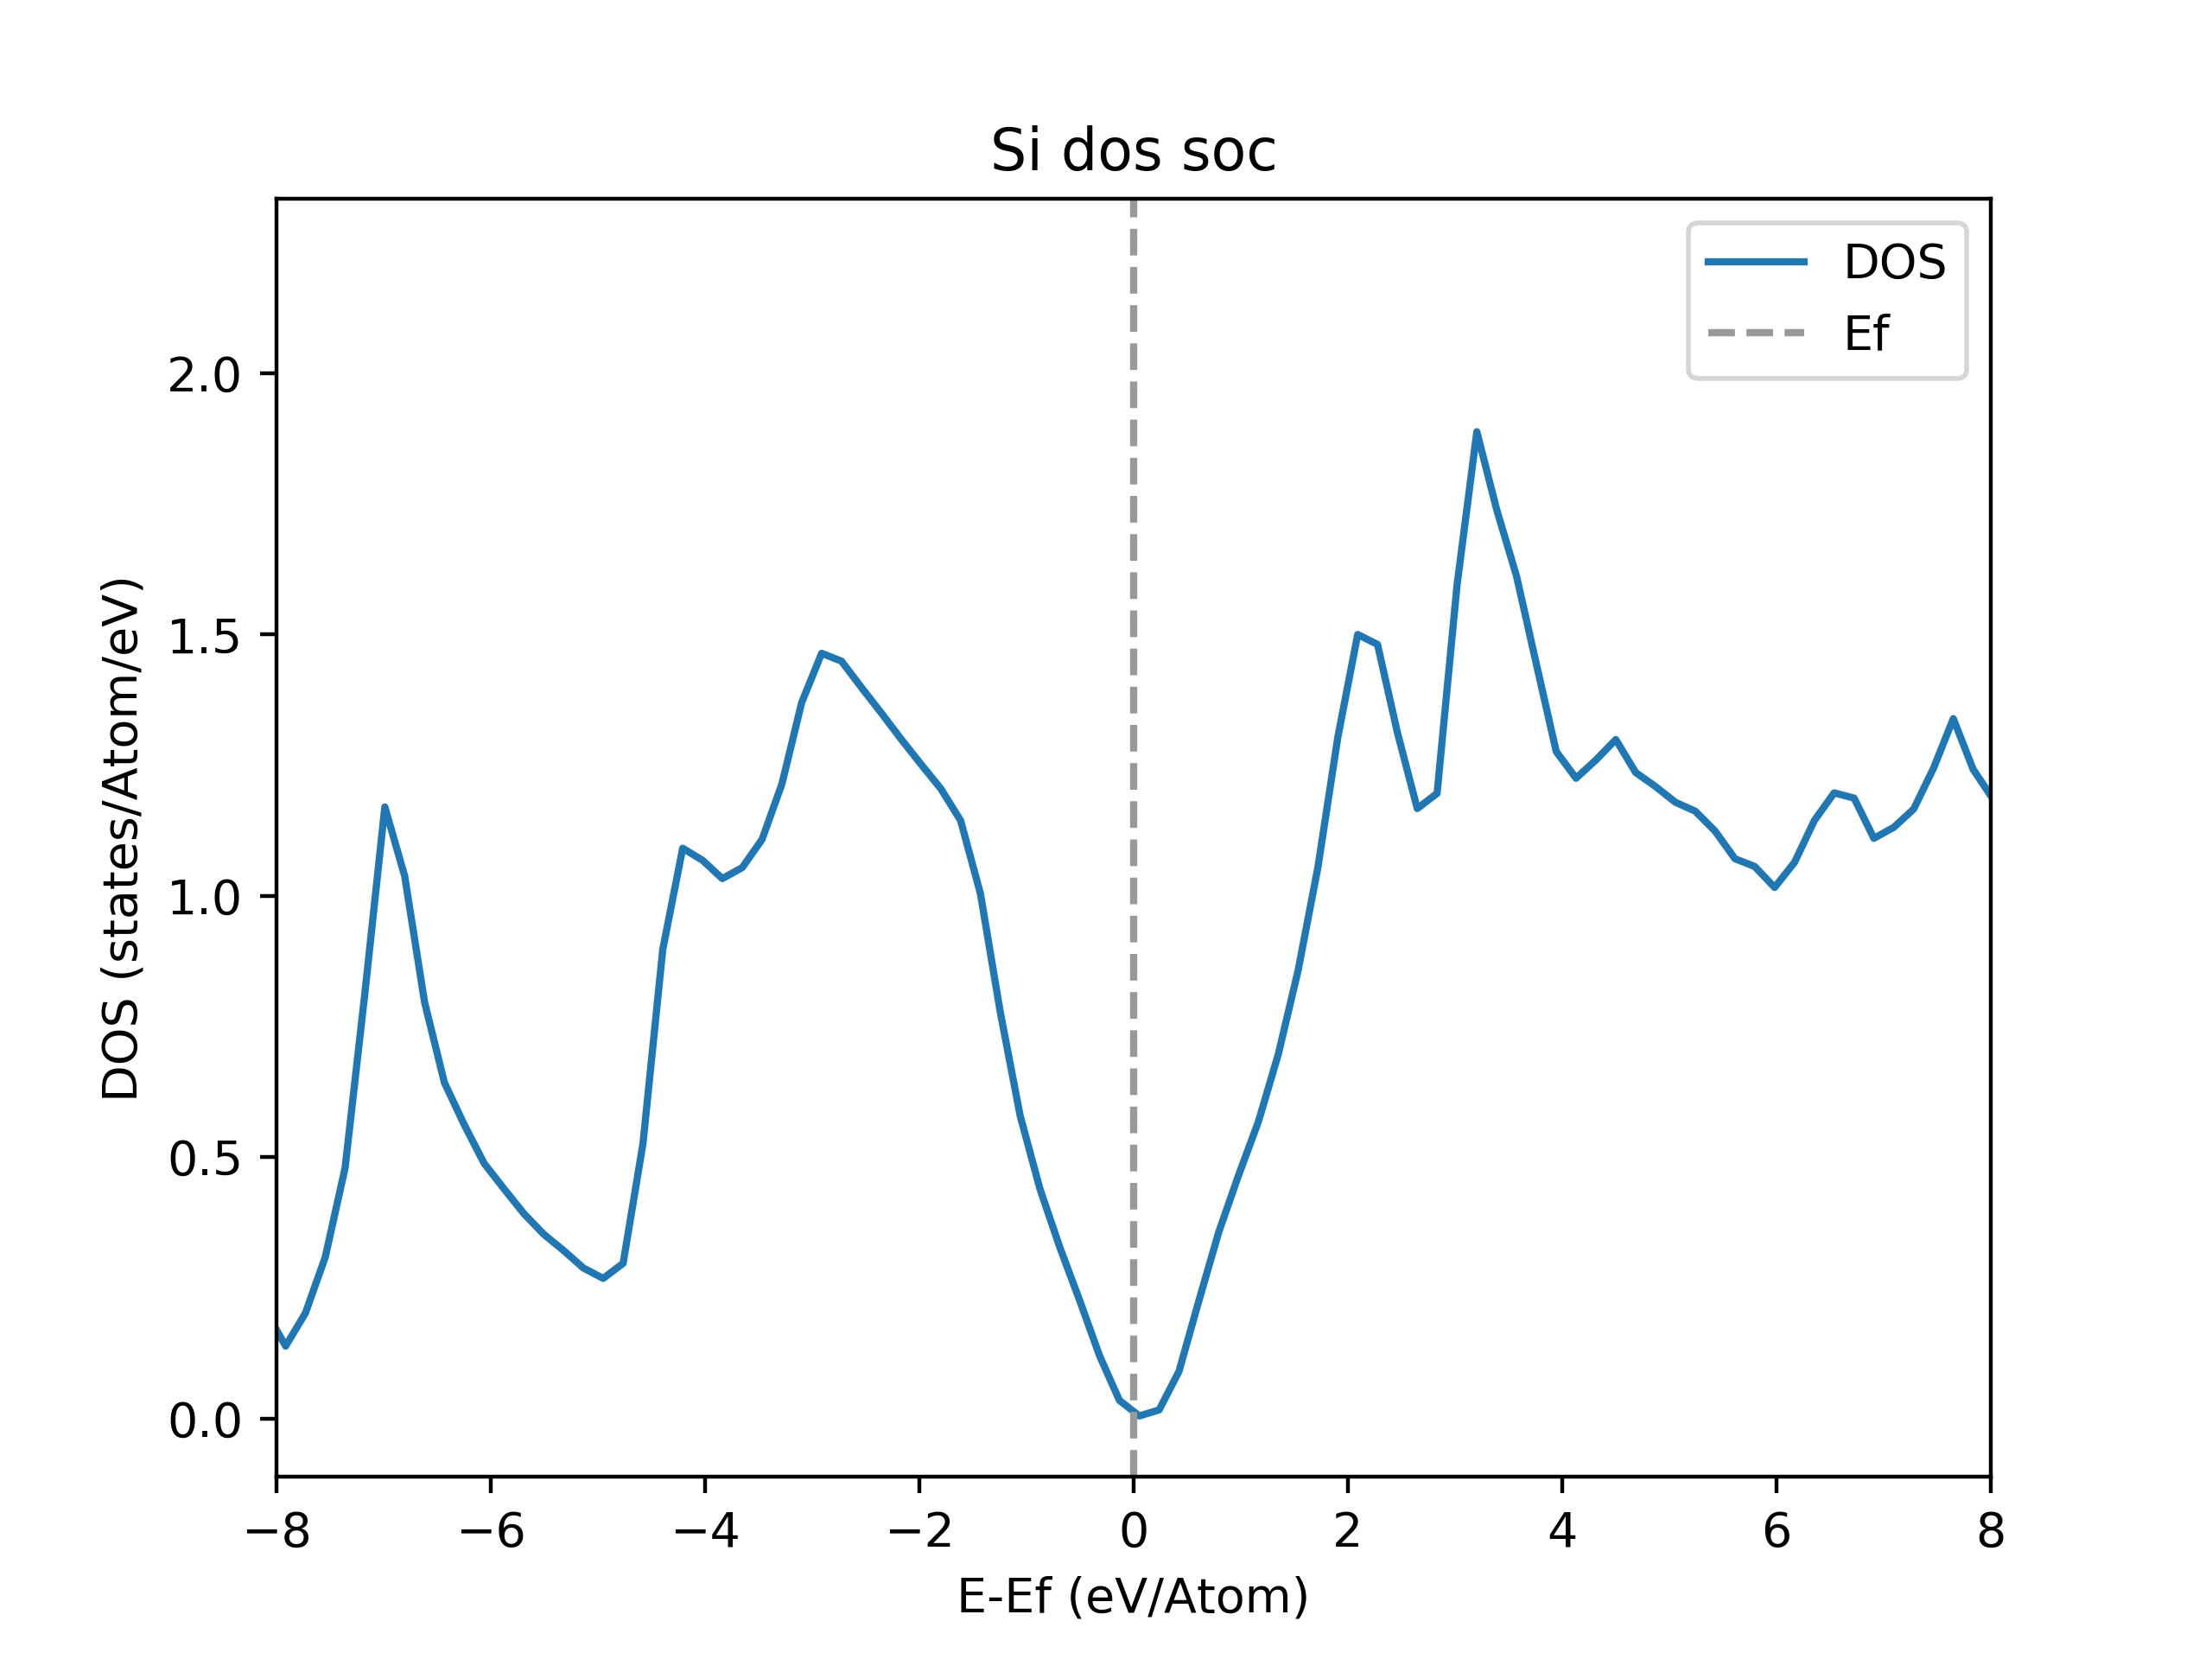 Si dos soc
DOS
Ef
DOS (states/Atom/eV)
2.0
1.5
1.0
0.5
0.0
−8 −6 −4 −2 0 2 4 6 8
E-Ef (eV/Atom)